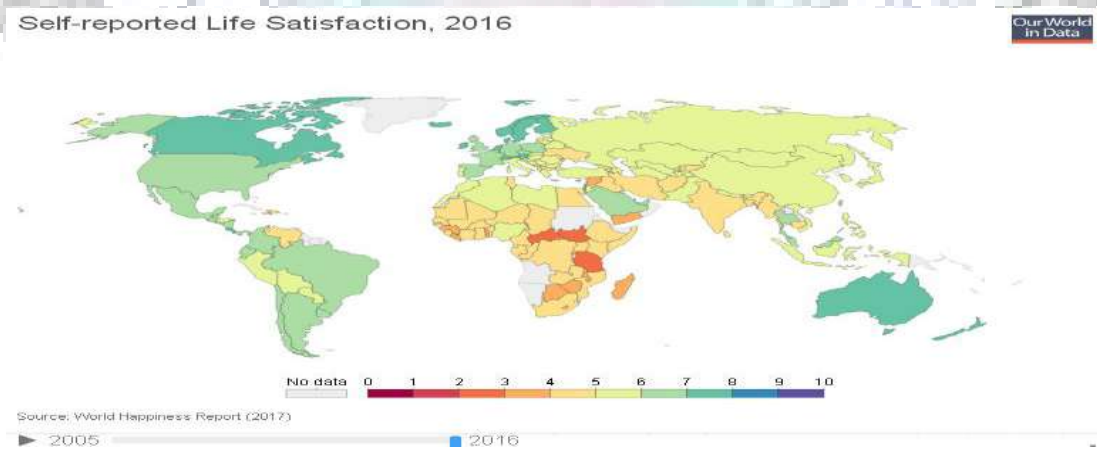 Self-reported Life Satisfaction, 2016
Our World
in Data
No data 0 1 2 3 4 5 6 7 8 9 10
Source: World Happiness Report (2017)
2005 2016